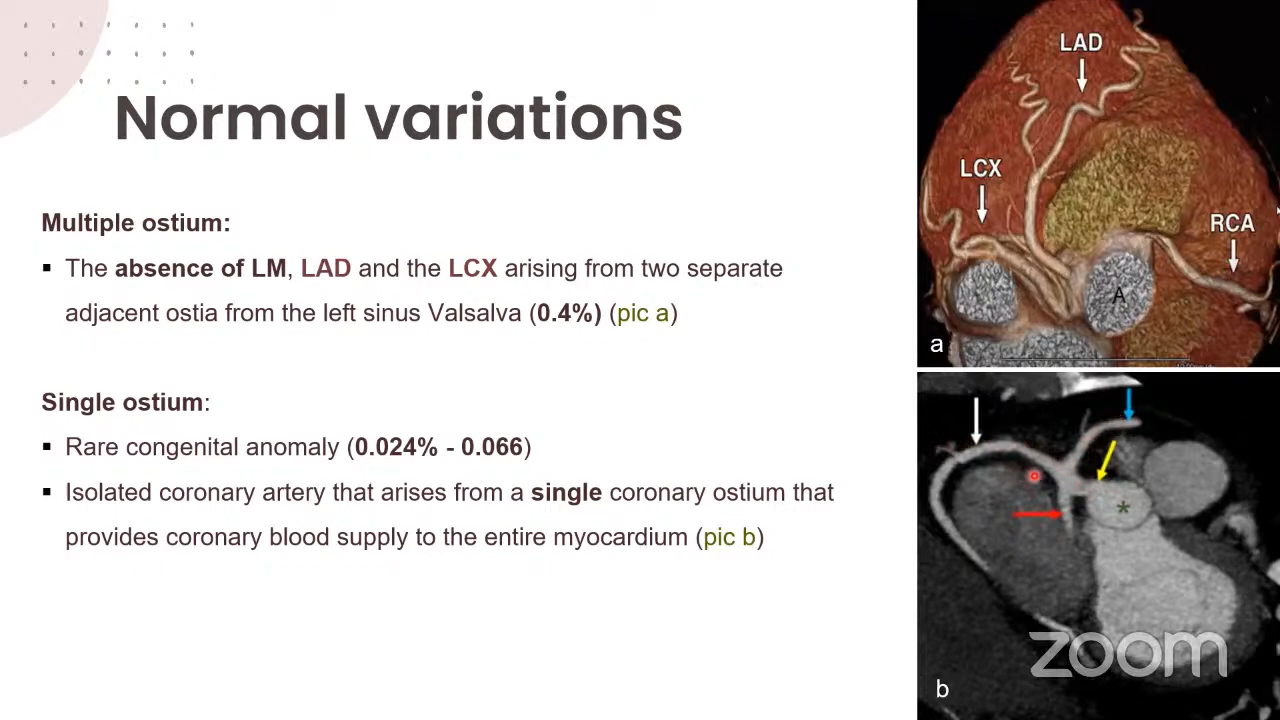 Normal variations
Multiple ostium:
▪ The absence of LM, LAD and the LCX arising from two separate
adjacent ostia from the left sinus Valsalva (0.4%) (pic a)
Single ostium:
▪ Rare congenital anomaly (0.024% - 0.066)
▪ Isolated coronary artery that arises from a single coronary ostium that
provides coronary blood supply to the entire myocardium (pic b)
LAD
LCX
RCA
A
a
*
zoom
b